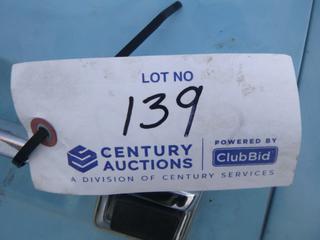 LOT NO
139
CENTURY AUCTIONS
POWERED BY
ClubBid
A DIVISION OF CENTURY SERVICES